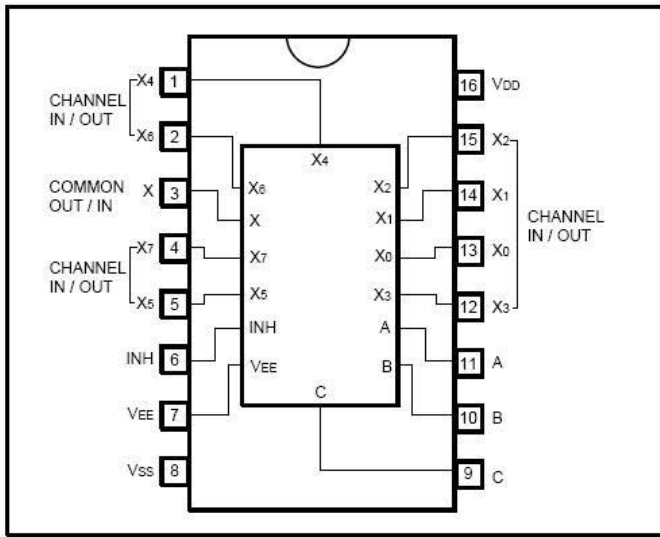 X4 1
CHANNEL
IN / OUT
X6 2
COMMON
OUT / IN
X 3
X7 4
CHANNEL
IN / OUT
X5 5
INH 6
VEE 7
VSS 8
X4
X6
X
X7
X5
INH
VEE
C
X2
X1
X0
X3
A
B
16 VDD
15 X2
14 X1
CHANNEL
IN / OUT
13 X0
12 X3
11 A
10 B
9 C